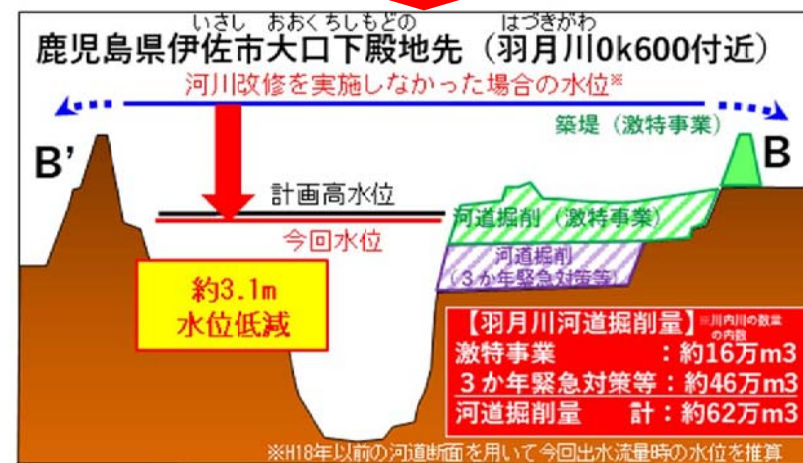 いさし おおくちしもどの はづきがわ
鹿児島県伊佐市大口下殿地先（羽月川0k600付近）
河川改修を実施しなかった場合の水位※
築堤（激特事業）
B’
B
計画高水位
今回水位
河道掘削（激特事業）
河道掘削
（3か年緊急対策等）
約3.1m
水位低減
【羽月川河道掘削量】※川内川の数量の内数
激特事業 ：約16万m3
3か年緊急対策等：約46万m3
河道掘削量 計：約62万m3
※H18年以前の河道断面を用いて今回出水流量時の水位を推算